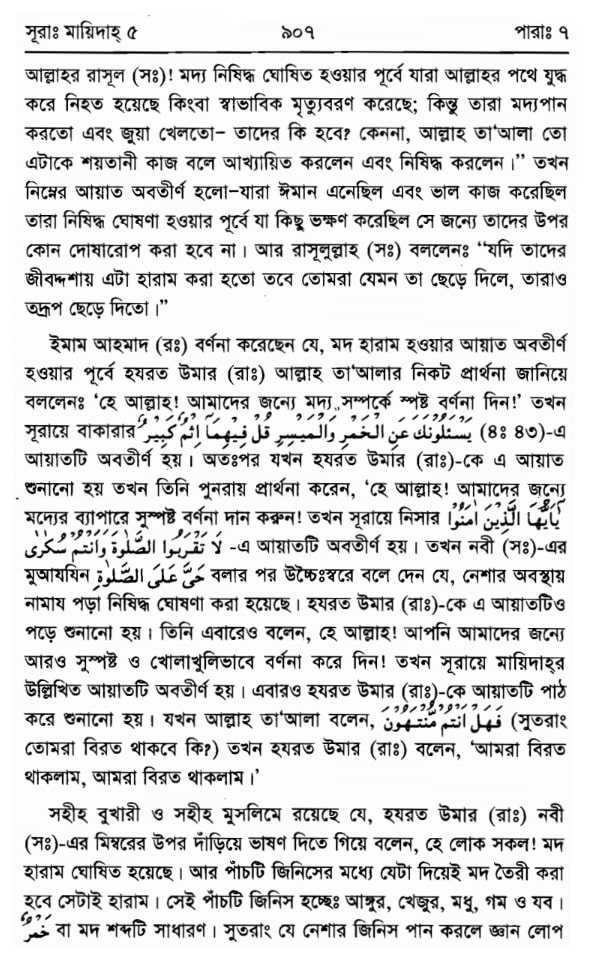 সূরাঃ মায়িদাহ্ ৫ ৯০৭ পারাঃ ৭
আল্লাহর রাসূল (সঃ)! মদ্য নিষিদ্ধ ঘোষিত হওয়ার পূর্বে যারা আল্লাহর পথে যুদ্ধ
করে নিহত হয়েছে কিংবা স্বাভাবিক মৃত্যুবরণ করেছে; কিন্তু তারা মদ্যপান
করতো এবং জুয়া খেলতো– তাদের কি হবে? কেননা, আল্লাহ তা‘আলা তো
এটাকে শয়তানী কাজ বলে আখ্যায়িত করলেন এবং নিষিদ্ধ করলেন।” তখন
নিম্নের আয়াত অবতীর্ণ হলো–যারা ঈমান এনেছিল এবং ভাল কাজ করেছিল
তারা নিষিদ্ধ ঘোষণা হওয়ার পূর্বে যা কিছু ভক্ষণ করেছিল সে জন্যে তাদের উপর
কোন দোষারোপ করা হবে না। আর রাসূলুল্লাহ (সঃ) বললেনঃ “যদি তাদের
জীবদ্দশায় এটা হারাম করা হতো তবে তোমরা যেমন তা ছেড়ে দিলে, তারাও
তদ্রূপ ছেড়ে দিতো।”
ইমাম আহমাদ (রঃ) বর্ণনা করেছেন যে, মদ হারাম হওয়ার আয়াত অবতীর্ণ
হওয়ার পূর্বে হযরত উমার (রাঃ) আল্লাহ তা‘আলার নিকট প্রার্থনা জানিয়ে
বললেনঃ ‘হে আল্লাহ! আমাদের জন্যে মদ্য সম্পর্কে স্পষ্ট বর্ণনা দিন!’ তখন
সূরায়ে বাকারার يَسْئَلُونَكَ عَنِ الْخَمْرِ وَالْمَيْسِرِ قُلْ فِيهِمَا إِثْمٌ كَبِيرٌ (৪ঃ ৪৩)-এ
আয়াতটি অবতীর্ণ হয়। অতঃপর যখন হযরত উমার (রাঃ)-কে এ আয়াত
শুনানো হয় তখন তিনি পুনরায় প্রার্থনা করেন, ‘হে আল্লাহ! আমাদের জন্যে
মদ্যের ব্যাপারে সুস্পষ্ট বর্ণনা দান করুন! তখন সূরায়ে নিসার يَأَيُّهَا الَّذِينَ آمَنُوا
لَا تَقْرَبُوا الصَّلٰوةَ وَأَنْتُمْ سُكَرٰى -এ আয়াতটি অবতীর্ণ হয়। তখন নবী (সঃ)-এর
মুআযযিন حَيَّ عَلَى الصَّلٰوةِ বলার পর উচ্চৈঃস্বরে বলে দেন যে, নেশার অবস্থায়
নামায পড়া নিষিদ্ধ ঘোষণা করা হয়েছে। হযরত উমার (রাঃ)-কে এ আয়াতটিও
পড়ে শুনানো হয়। তিনি এবারেও বলেন, হে আল্লাহ! আপনি আমাদের জন্যে
আরও সুস্পষ্ট ও খোলাখুলিভাবে বর্ণনা করে দিন! তখন সূরায়ে মায়িদাহ্‌র
উল্লিখিত আয়াতটি অবতীর্ণ হয়। এবারও হযরত উমার (রাঃ)-কে আয়াতটি পাঠ
করে শুনানো হয়। যখন আল্লাহ তা‘আলা বলেন, فَهَلْ أَنْتُمْ مُّنْتَهُونَ (সুতরাং
তোমরা বিরত থাকবে কি?) তখন হযরত উমার (রাঃ) বলেন, ‘আমরা বিরত
থাকলাম, আমরা বিরত থাকলাম।’
সহীহ বুখারী ও সহীহ মুসলিমে রয়েছে যে, হযরত উমার (রাঃ) নবী
(সঃ)-এর মিম্বরের উপর দাঁড়িয়ে ভাষণ দিতে গিয়ে বলেন, হে লোক সকল! মদ
হারাম ঘোষিত হয়েছে। আর পাঁচটি জিনিসের মধ্যে যেটা দিয়েই মদ তৈরী করা
হবে সেটাই হারাম। সেই পাঁচটি জিনিস হচ্ছেঃ আঙ্গুর, খেজুর, মধু, গম ও যব।
خَمْرٌ বা মদ শব্দটি সাধারণ। সুতরাং যে নেশার জিনিস পান করলে জ্ঞান লোপ